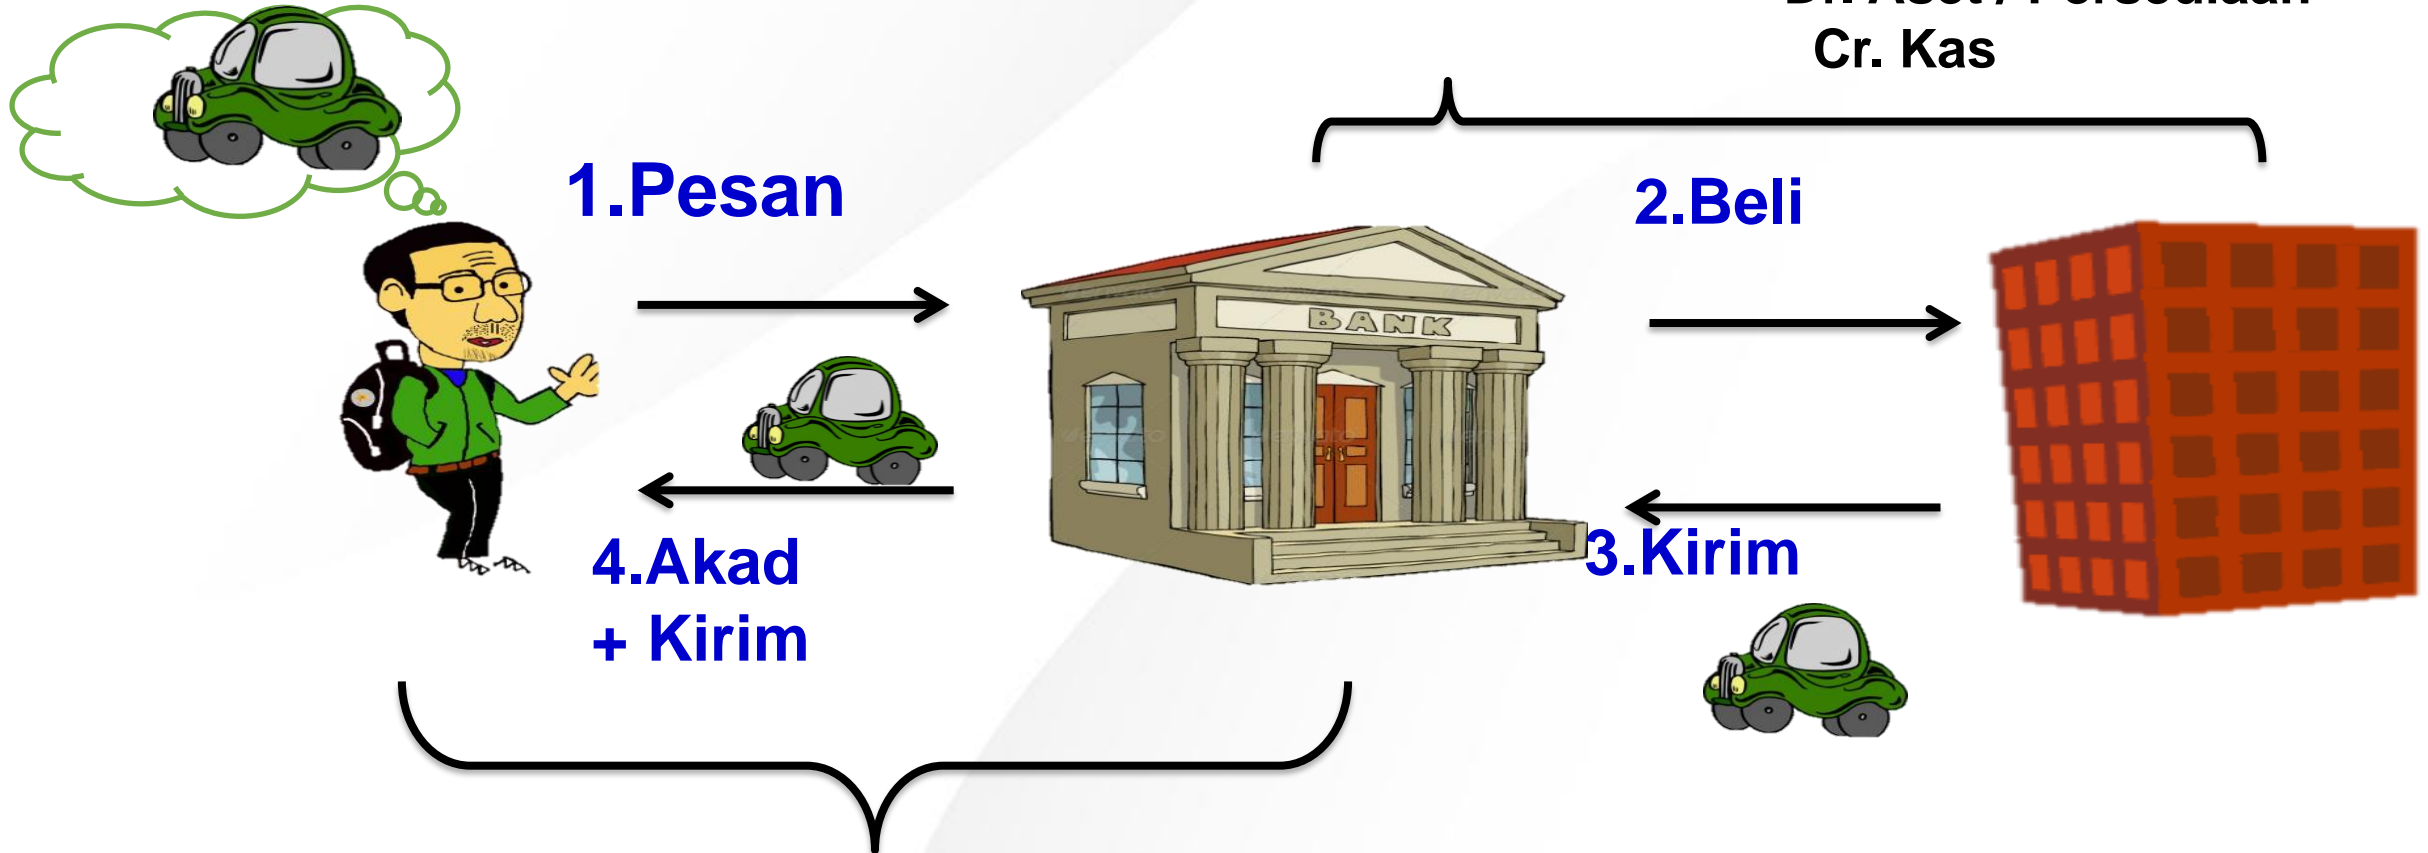 Cr. Kas
1.Pesan
2.Beli
BANK
3.Kirim
4.Akad
+ Kirim